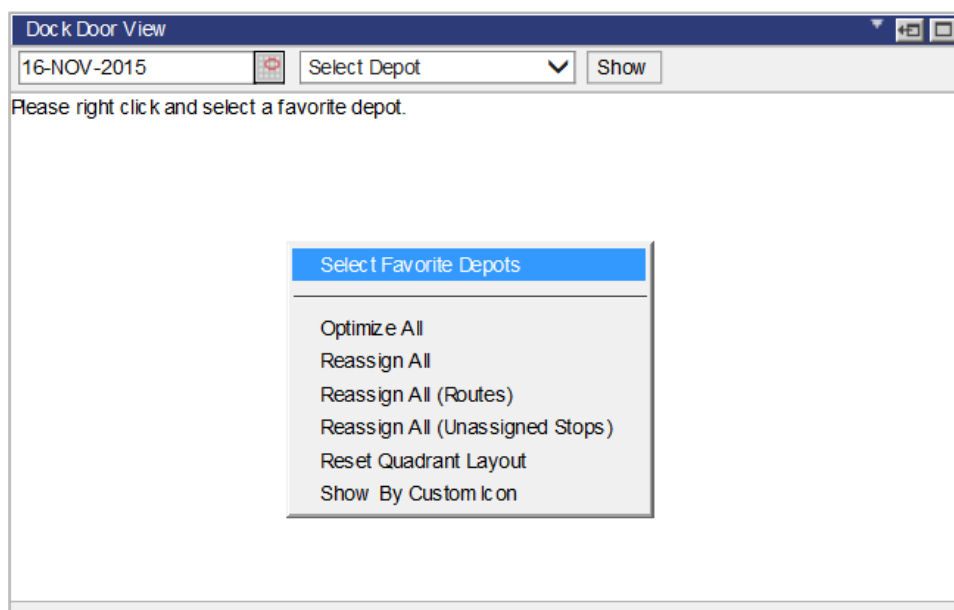 Dock Door View
16-NOV-2015 Select Depot Show
Please right click and select a favorite depot.
Select Favorite Depots
Optimize All
Reassign All
Reassign All (Routes)
Reassign All (Unassigned Stops)
Reset Quadrant Layout
Show By Custom Icon